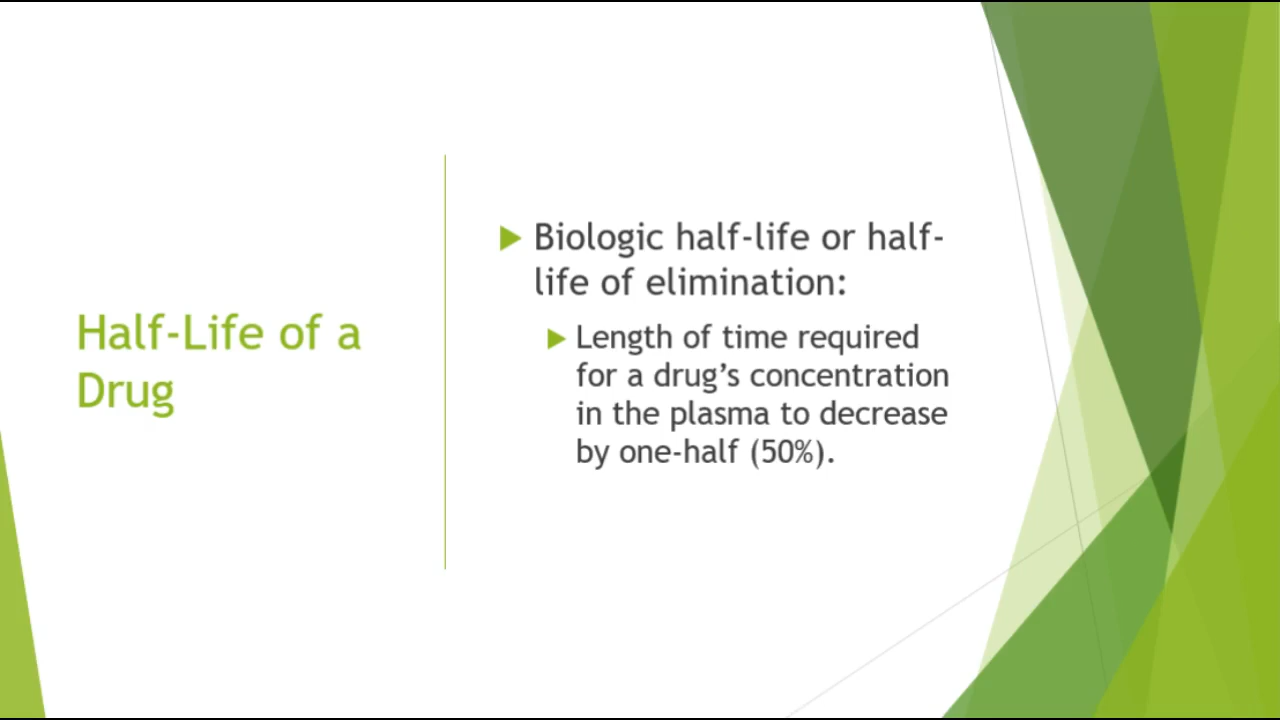 Half-Life of a
Drug
Biologic half-life or half-
life of elimination:
Length of time required
for a drug’s concentration
in the plasma to decrease
by one-half (50%).